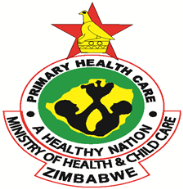 PRIMARY HEALTH CARE
• A HEALTHY NATION •
MINISTRY OF HEALTH & CHILD CARE
ZIMBABWE